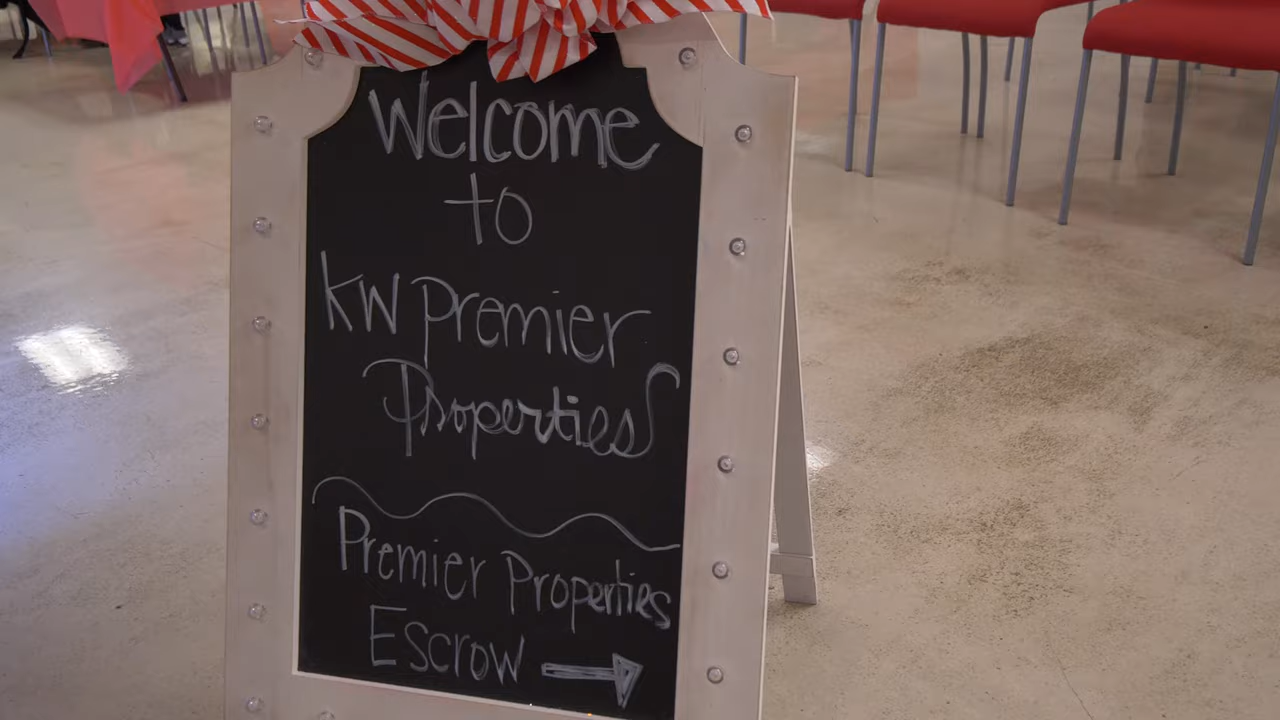 Welcome
to
KW Premier
Properties
Premier Properties
Escrow